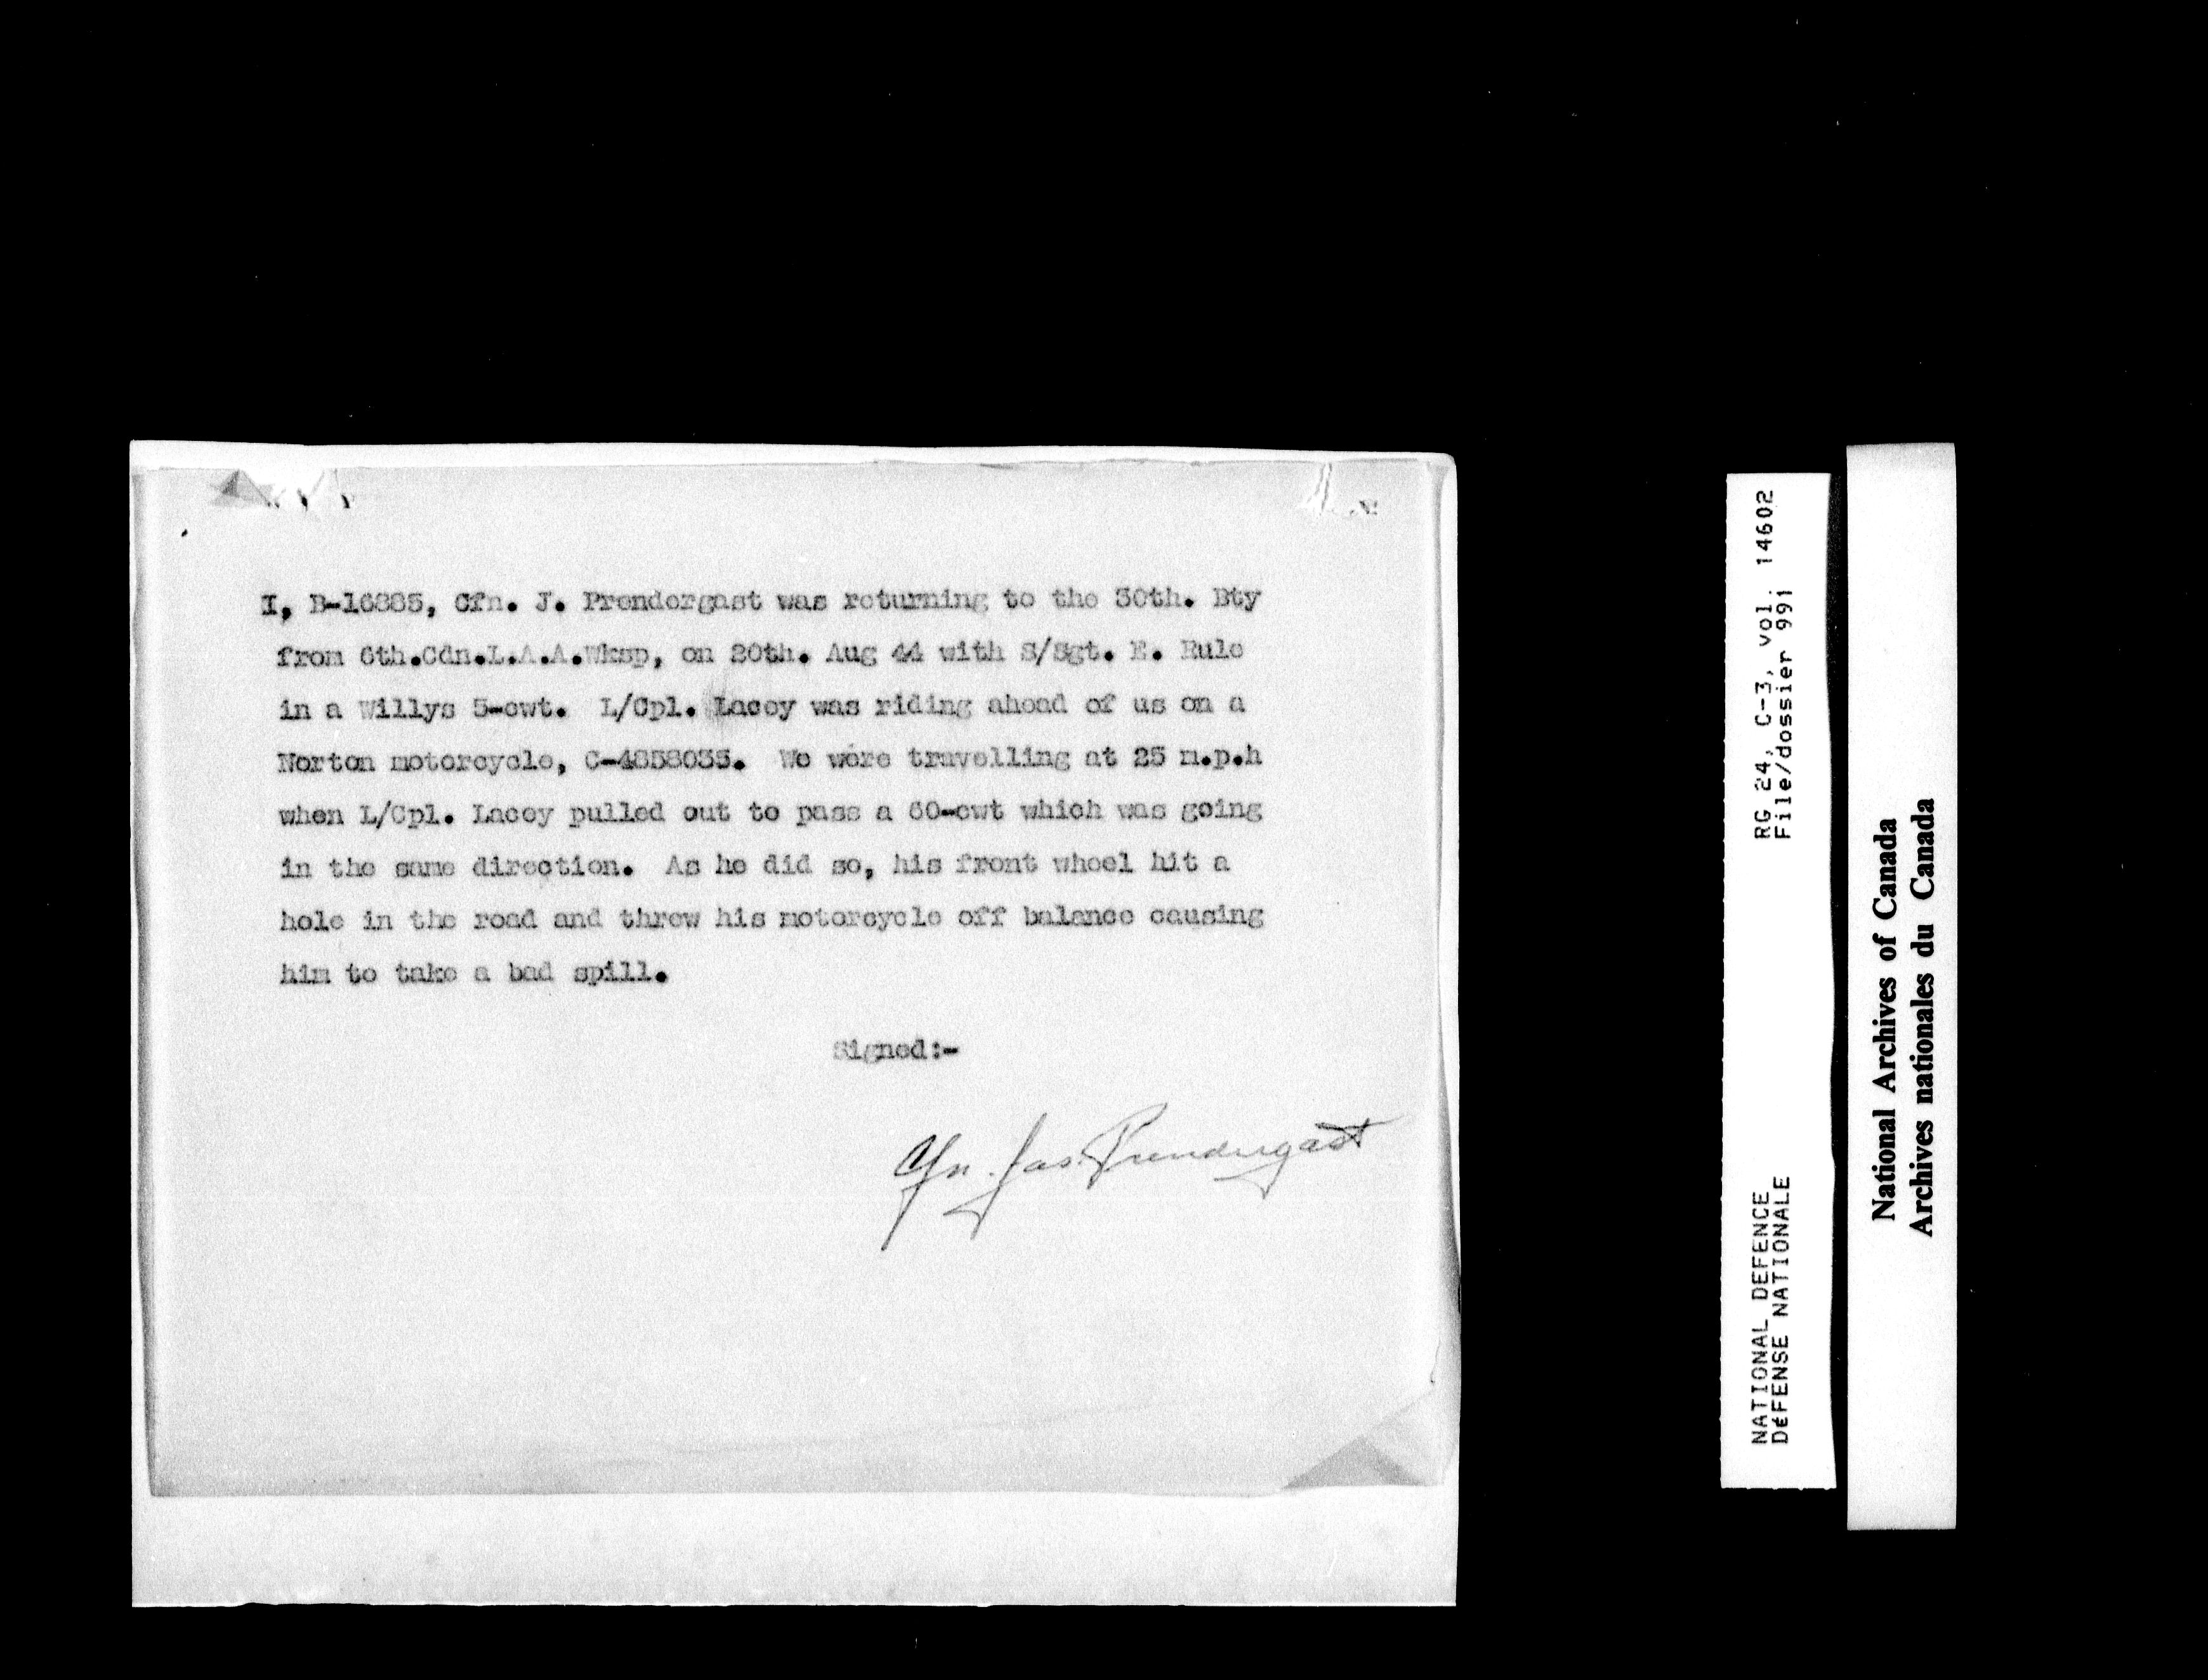 I, B-16885, Cfn. J. Prendergast was returning to the 30th. Bty
from 6th.Cdn.L.A.A.Wksp, on 20th. Aug 44 with S/Sgt. E. Rule
in a Willys 5-cwt.  L/Cpl. Lacey was riding ahead of us on a
Norton motorcycle, We were travelling at 25 m.p.h
when L/Cpl. Lacey pulled out to pass a 60-cwt which was going
in the same direction.  As he did so, his front wheel hit a
hole in the road and threw his motorcycle off balance causing
him to take a bad spill.
Signed:-
Cfn. Jas. Prendergast
RG 24, C-3, vol. 14602
File/dossier 991
NATIONAL DEFENCE
DéFENSE NATIONALE
National Archives of Canada
Archives nationales du Canada